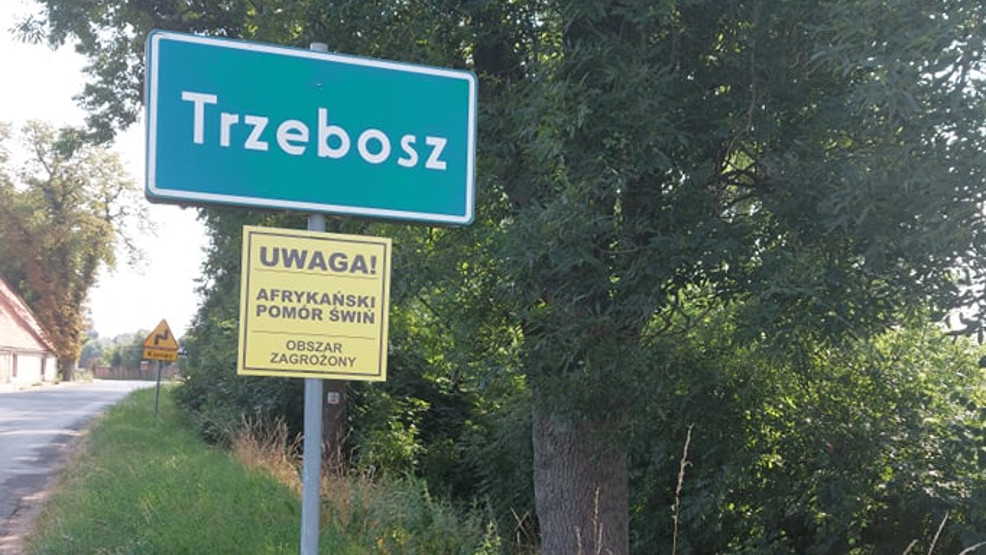 Trzebosz
UWAGA!
AFRYKAŃSKI
POMÓR ŚWIŃ
OBSZAR
ZAGROŻONY